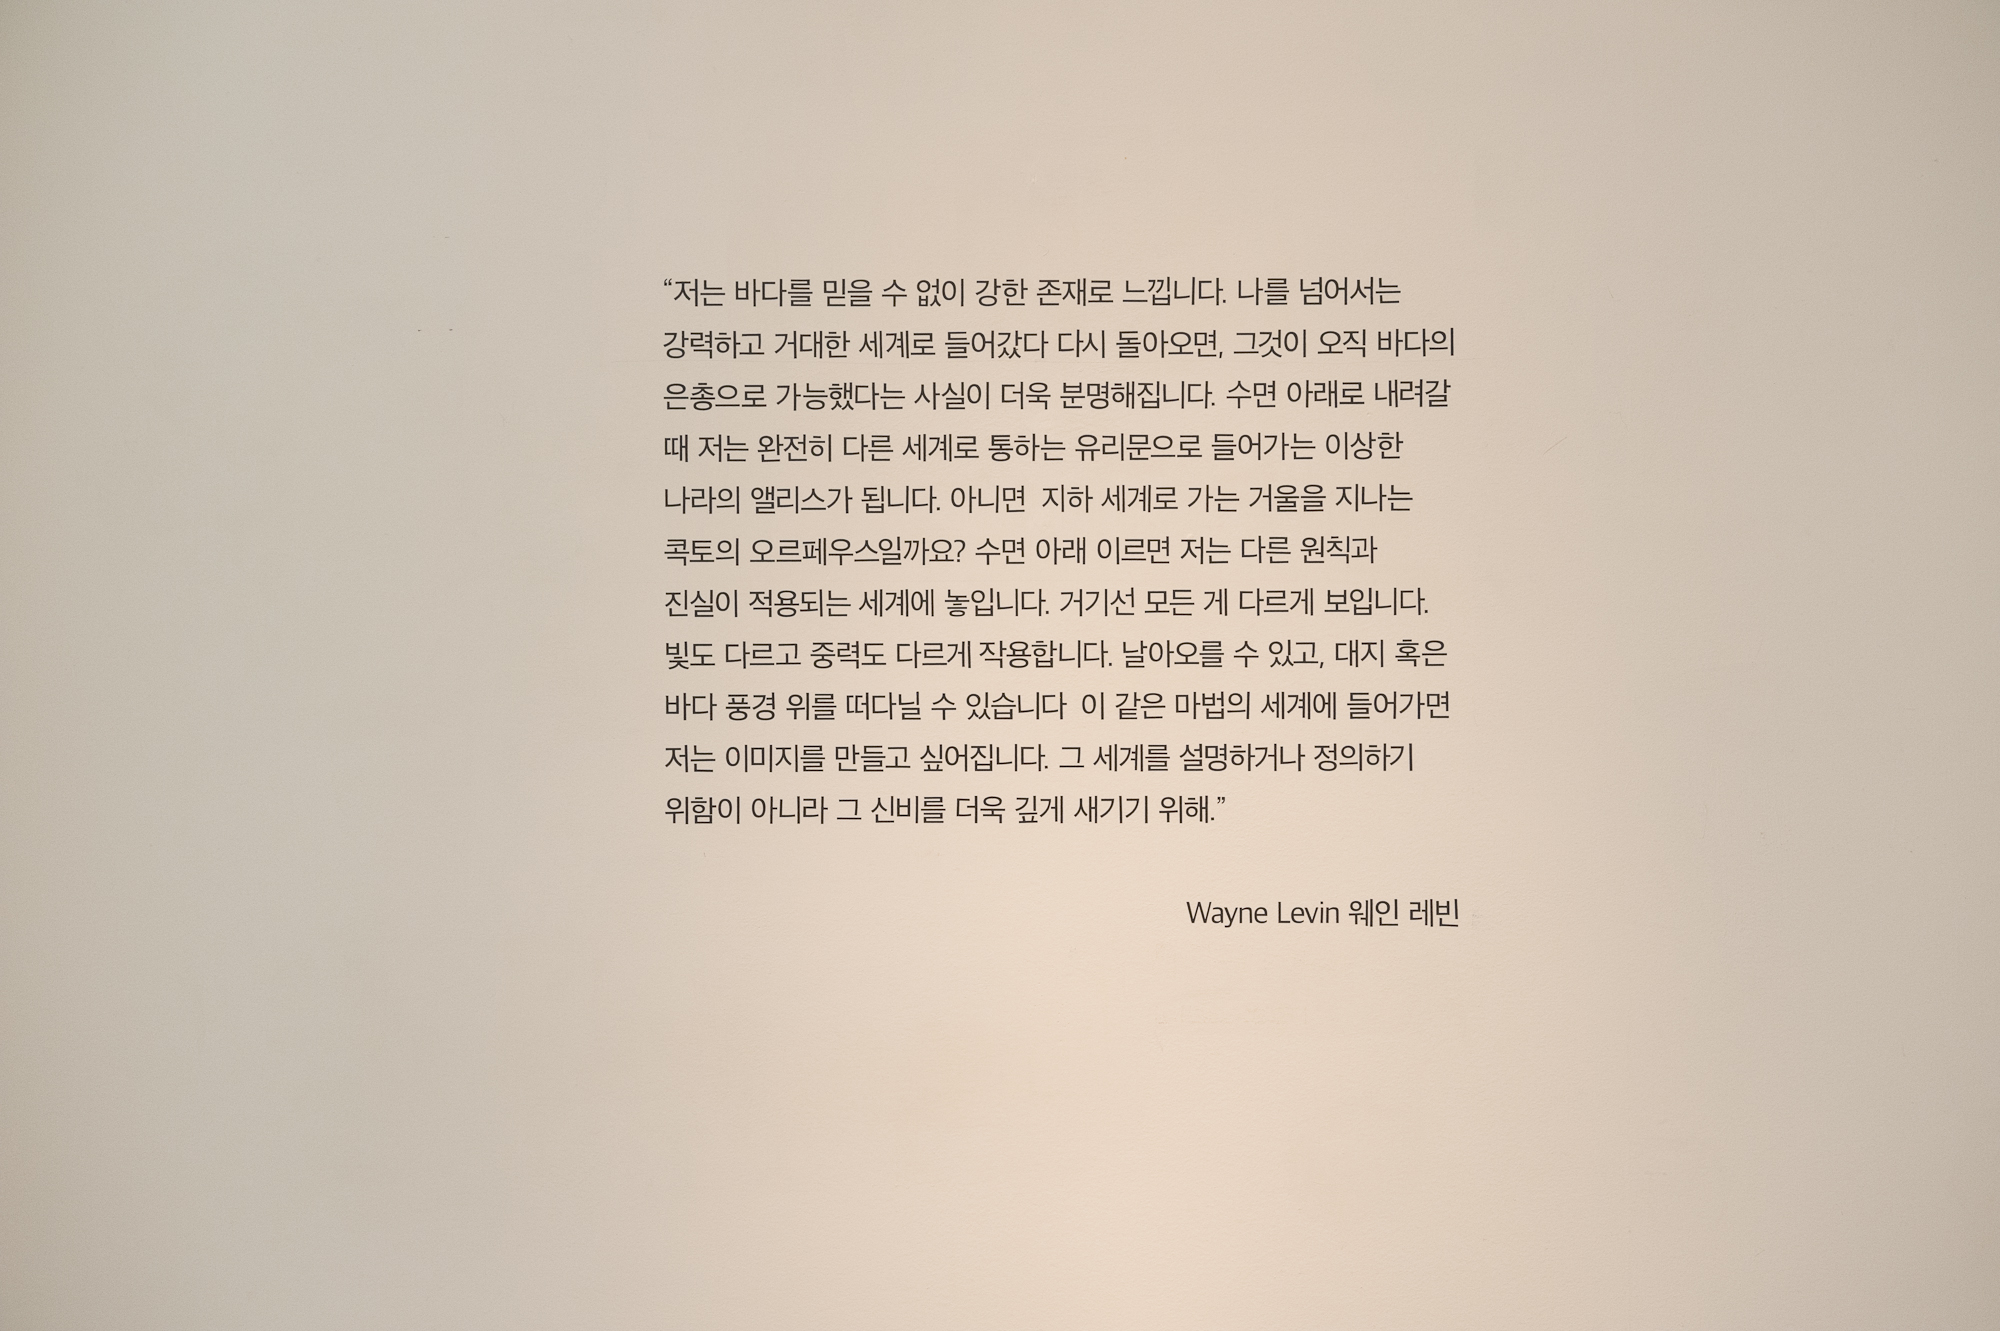 “저는 바다를 믿을 수 없이 강한 존재로 느낍니다. 나를 넘어서는
강력하고 거대한 세계로 들어갔다 다시 돌아오면, 그것이 오직 바다의
은총으로 가능했다는 사실이 더욱 분명해집니다. 수면 아래로 내려갈
때 저는 완전히 다른 세계로 통하는 유리문으로 들어가는 이상한
나라의 앨리스가 됩니다. 아니면 지하 세계로 가는 거울을 지나는
콕토의 오르페우스일까요? 수면 아래 이르면 저는 다른 원칙과
진실이 적용되는 세계에 놓입니다. 거기선 모든 게 다르게 보입니다.
빛도 다르고 중력도 다르게 작용합니다. 날아오를 수 있고, 대지 혹은
바다 풍경 위를 떠다닐 수 있습니다 이 같은 마법의 세계에 들어가면
저는 이미지를 만들고 싶어집니다. 그 세계를 설명하거나 정의하기
위함이 아니라 그 신비를 더욱 깊게 새기기 위해.”
Wayne Levin 웨인 레빈